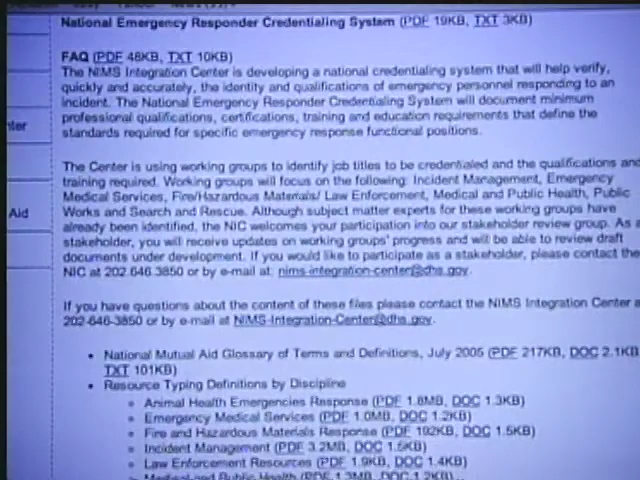 National Emergency Responder Credentialing System (PDF 19KB, TXT 3KB)
FAQ (PDF 48KB, TXT 10KB)
The NIMS Integration Center is developing a national credentialing system that will help verify,
quickly and accurately, the identity and qualifications of emergency personnel responding to an
incident. The National Emergency Responder Credentialing System will document minimum
professional qualifications, certifications, training and education requirements that define the
standards required for specific emergency response functional positions.
The Center is using working groups to identify job titles to be credentialed and the qualifications and
training required. Working groups will focus on the following: Incident Management, Emergency
Medical Services, Fire/Hazardous Materials/ Law Enforcement, Medical and Public Health, Public
Works and Search and Rescue. Although subject matter experts for these working groups have
Aid
already been identified, the NIC welcomes your participation into our stakeholder review group. As a
stakeholder, you will receive updates on working groups' progress and will be able to review draft
documents under development. If you would like to participate as a stakeholder, please contact the
NIC at 202.646.3850 or by e-mail at: nims-integration-center@dhs.gov.
If you have questions about the content of these files please contact the NIMS Integration Center a
202-646-3850 or by e-mail at NIMS-Integration-Center@dhs.gov.
• National Mutual Aid Glossary of Terms and Definitions, July 2005 (PDF 217KB, DOC 2.1KB
TXT 101KB)
• Resource Typing Definitions by Discipline
Animal Health Emergencies Response (PDF 1.8MB, DOC 1.3KB)
Emergency Medical Services (PDF 1.0MB, DOC 1.2KB)
Fire and Hazardous Materials Response (PDF 192KB, DOC 1.5KB)
Incident Management (PDF 3.2MB, DOC 1.5KB)
Law Enforcement Resources (PDF 1.9KB, DOC 1.4KB)
Medical and Public Health (PDF 1.3MB, DOC 1.2KB)